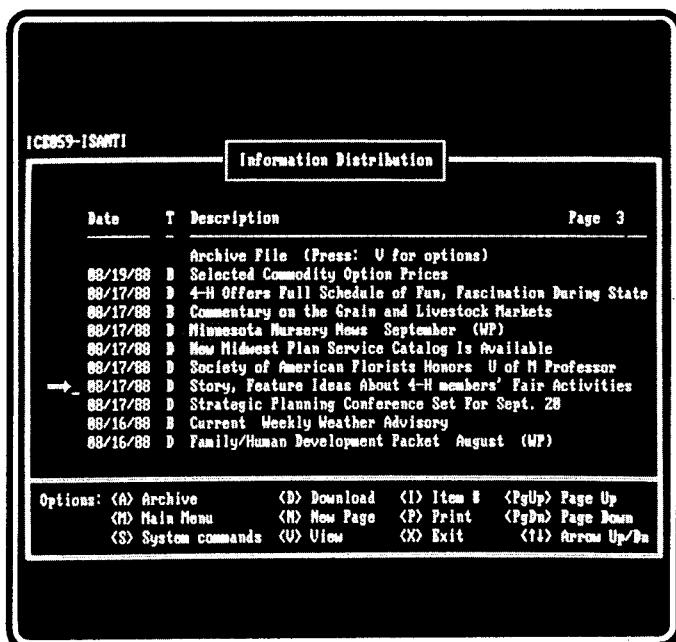 ICE059-ISANTI
Information Distribution
Date T Description Page 3
Archive File (Press: V for options)
08/19/88 B Selected Commodity Option Prices
08/17/88 D 4-H Offers Full Schedule of Fun, Fascination During State
08/17/88 B Commentary on the Grain and Livestock Markets
08/17/88 D Minnesota Nursery News September (WP)
08/17/88 D New Midwest Plan Service Catalog Is Available
08/17/88 D Society of American Florists Honors U of M Professor
08/17/88 D Story, Feature Ideas About 4-H members' Fair Activities
08/17/88 D Strategic Planning Conference Set For Sept. 20
08/16/88 B Current Weekly Weather Advisory
08/16/88 D Family/Human Development Packet August (WP)
Options: <A> Archive <D> Download <I> Item # <PgUp> Page Up
<M> Main Menu <N> New Page <P> Print <PgDn> Page Down
<S> System commands <V> View <X> Exit <↑↓> Arrow Up/Dn